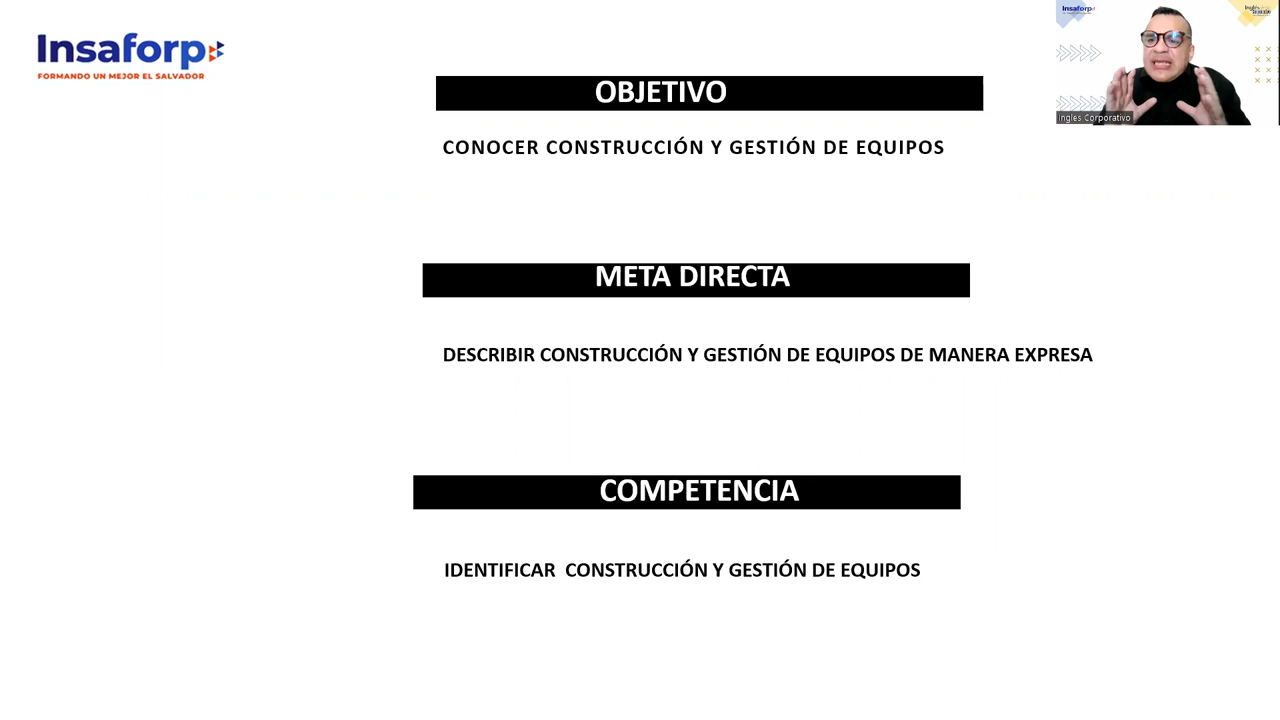 Insaforp
FORMANDO UN MEJOR EL SALVADOR
OBJETIVO
CONOCER CONSTRUCCIÓN Y GESTIÓN DE EQUIPOS
META DIRECTA
DESCRIBIR CONSTRUCCIÓN Y GESTIÓN DE EQUIPOS DE MANERA EXPRESA
COMPETENCIA
IDENTIFICAR CONSTRUCCIÓN Y GESTIÓN DE EQUIPOS
Insaforp
Ingles Corporativo